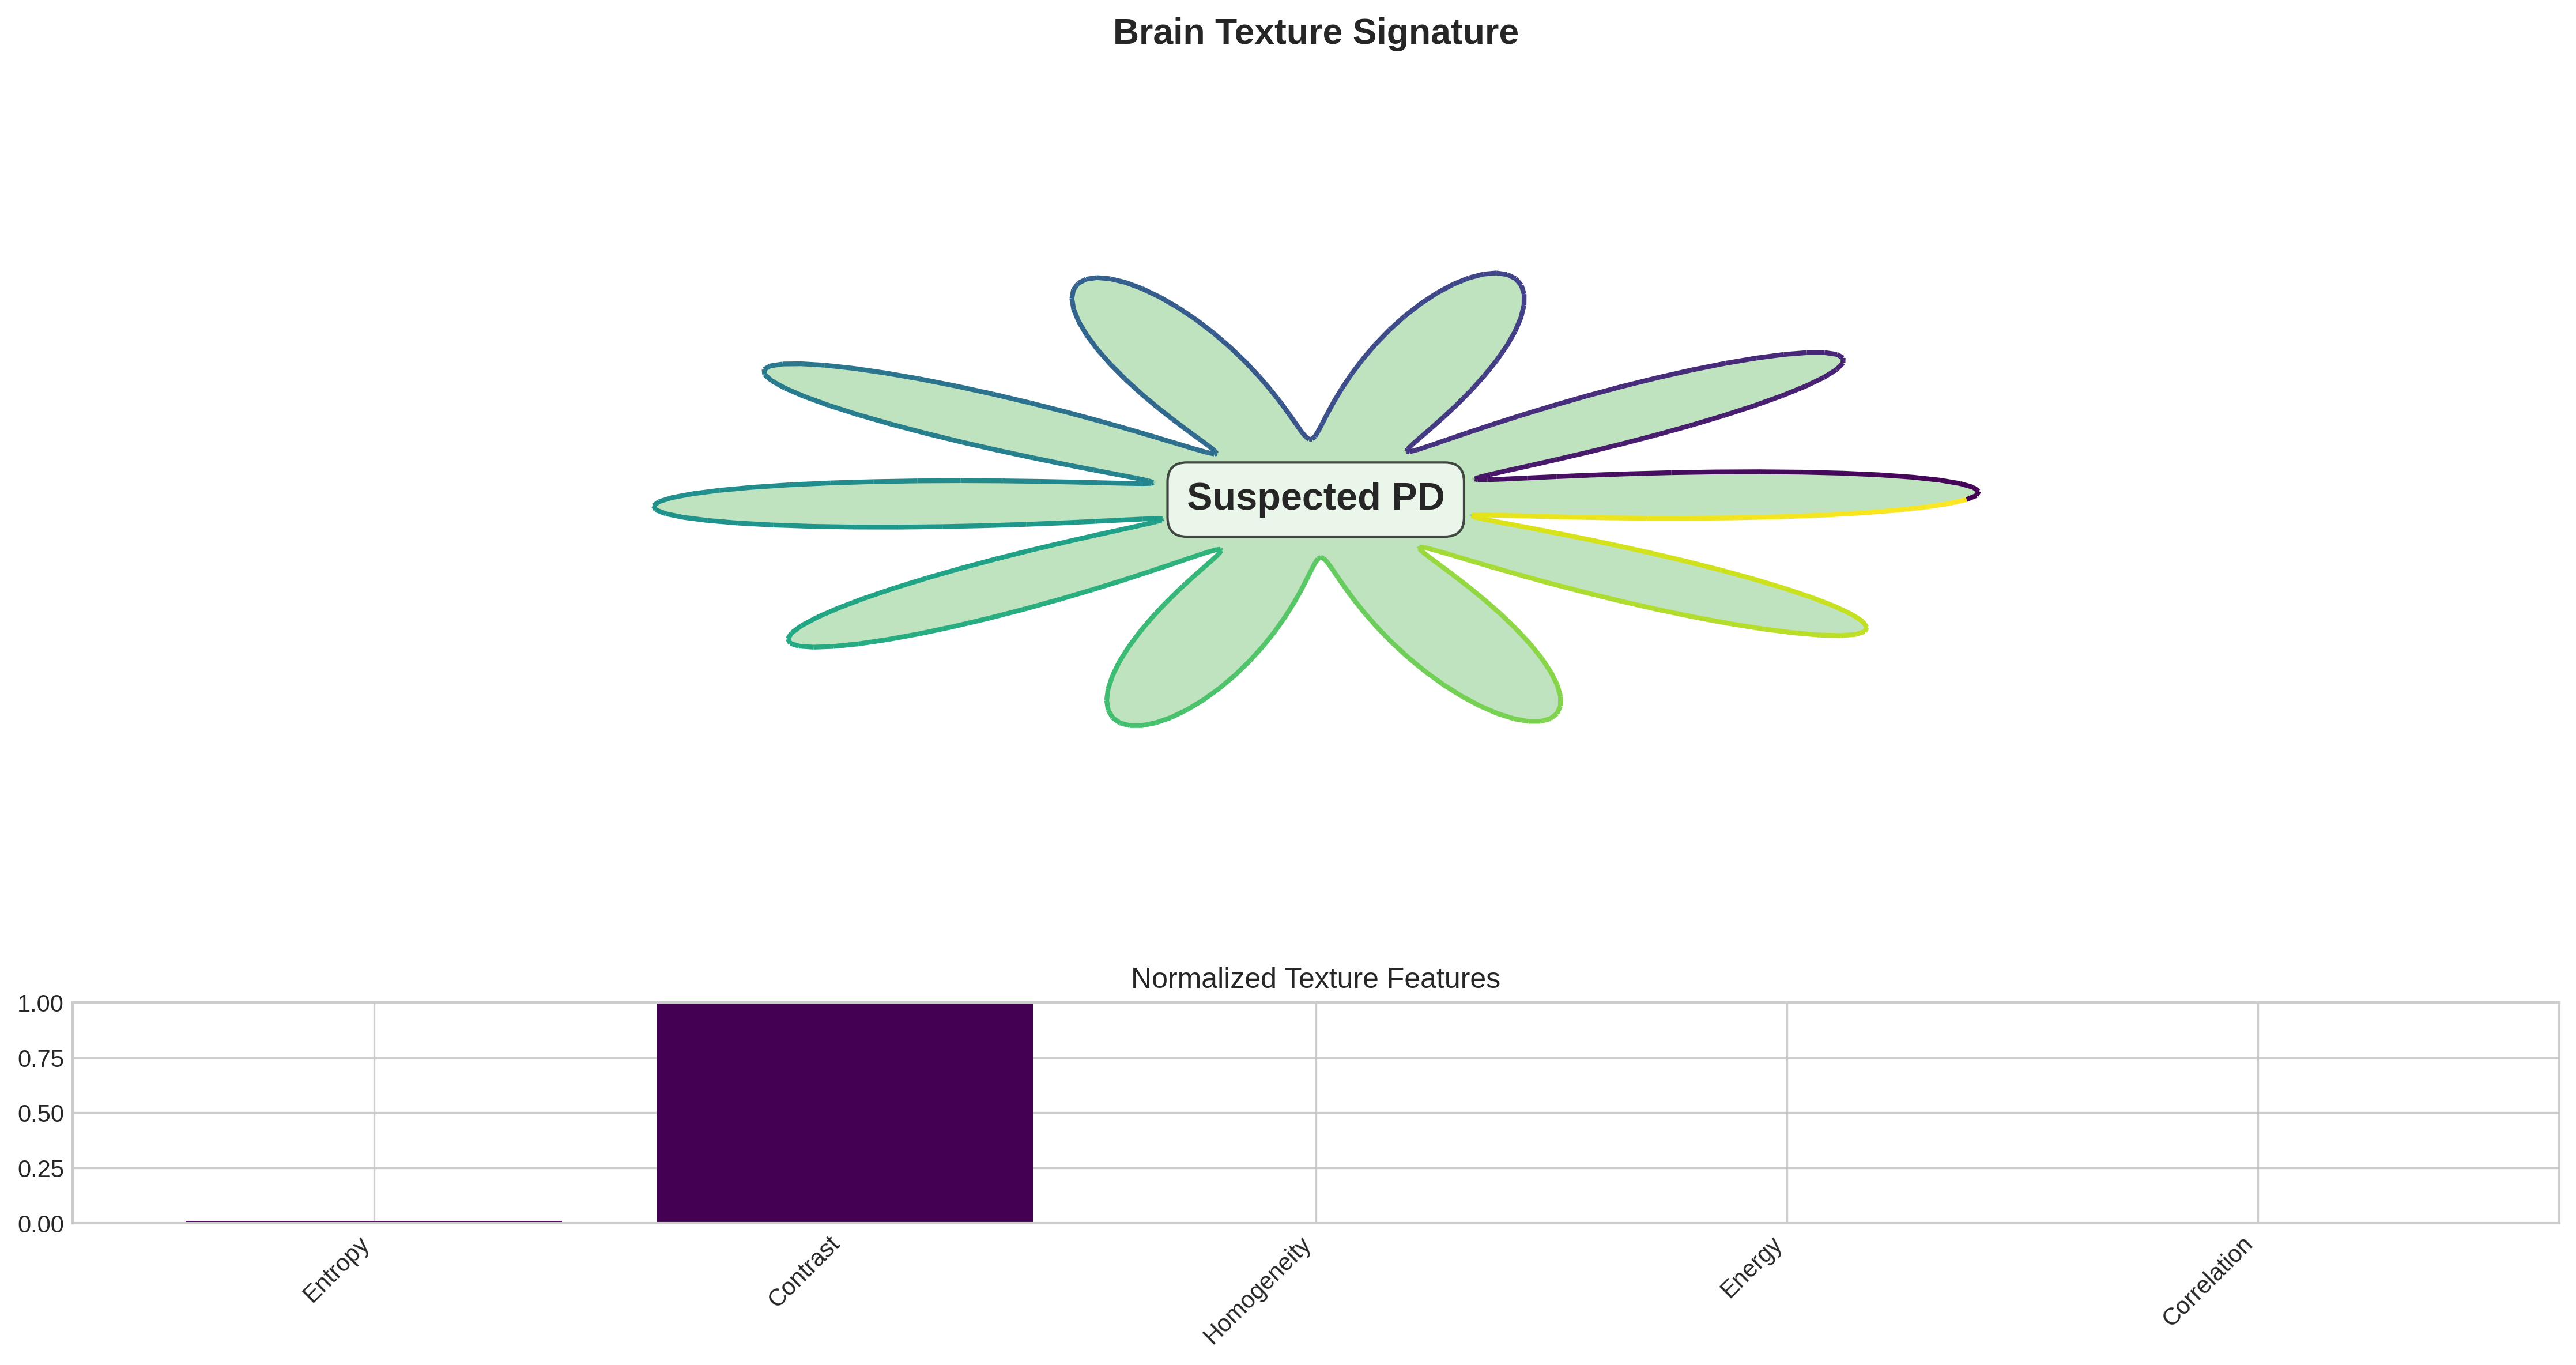 Brain Texture Signature
Suspected PD
Normalized Texture Features
1.00
0.75
0.50
0.25
0.00
Entropy
Contrast
Homogeneity
Energy
Correlation